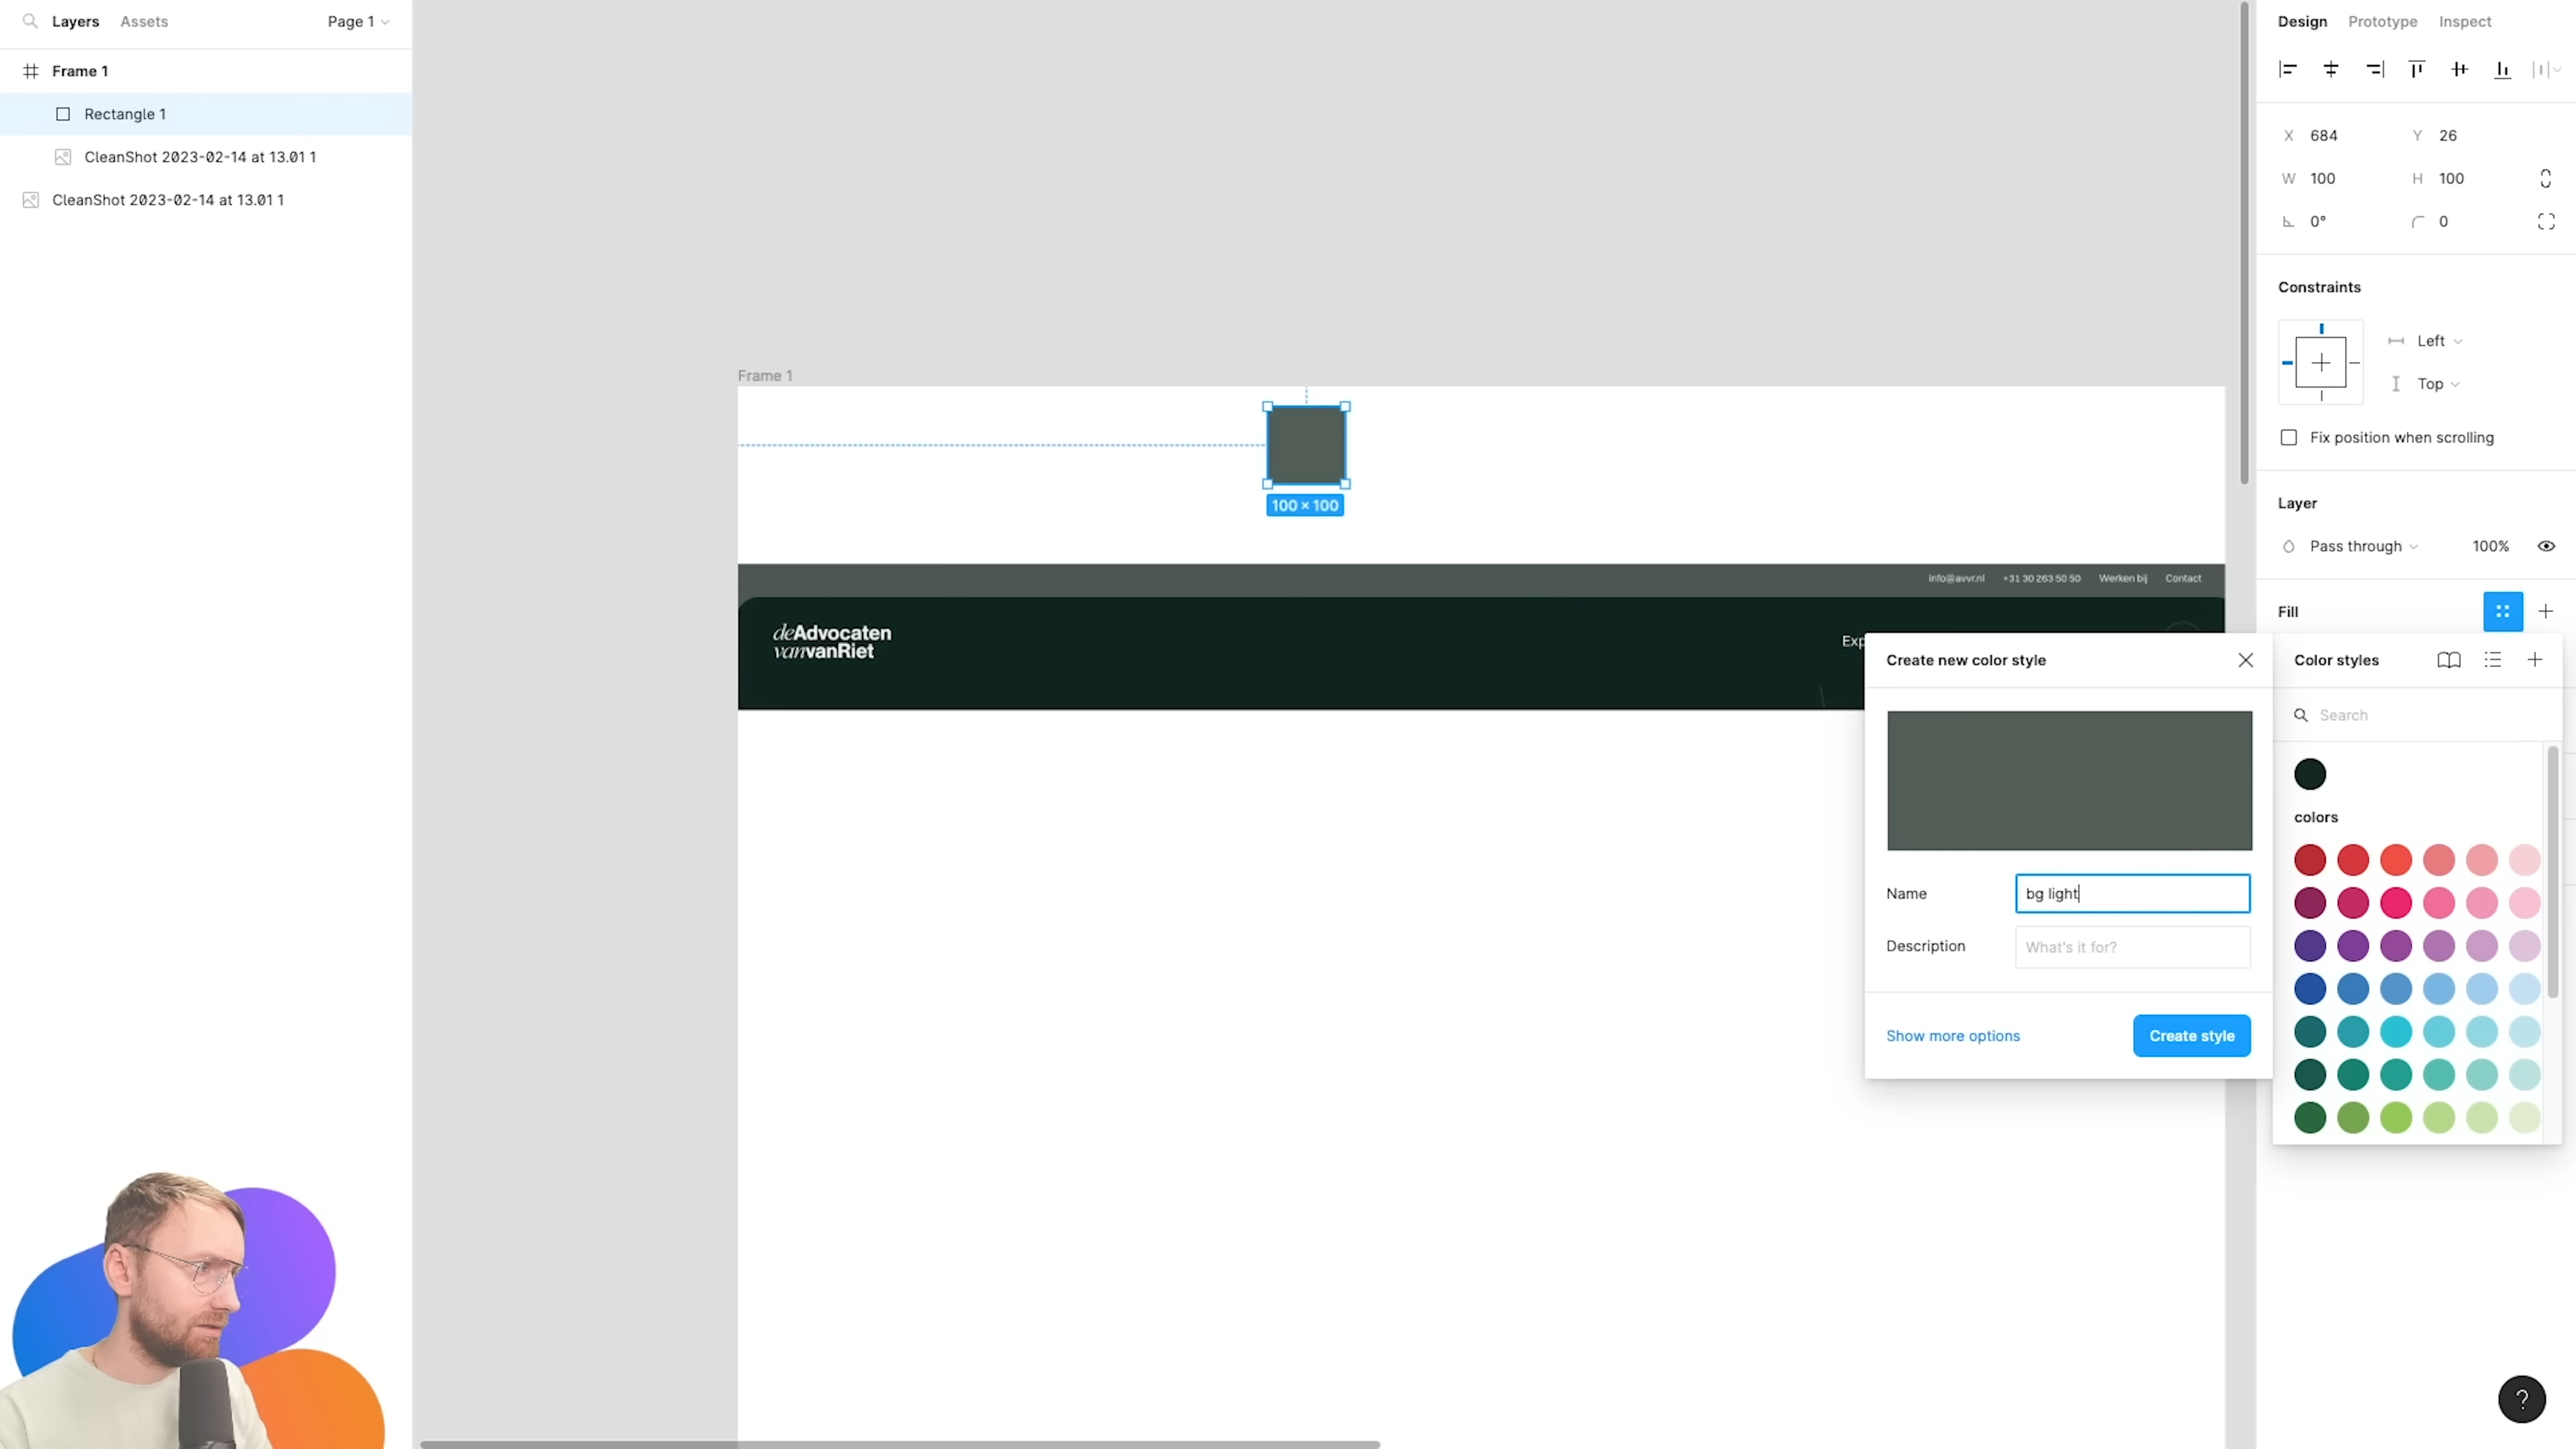 Layers Assets Page 1
Frame 1
Rectangle 1
CleanShot 2023-02-14 at 13.01 1
CleanShot 2023-02-14 at 13.01 1
Frame 1
100 × 100
info@avvr.nl +31 30 263 50 50 Werken bij Contact
deAdvocaten
vanvanRiet
Exp
Create new color style
Name bg light
Description What's it for?
Show more options Create style
Design Prototype Inspect
X 684 Y 26
W 100 H 100
0° 0
Constraints
Left
Top
Fix position when scrolling
Layer
Pass through 100%
Fill
Color styles
Search
colors
?